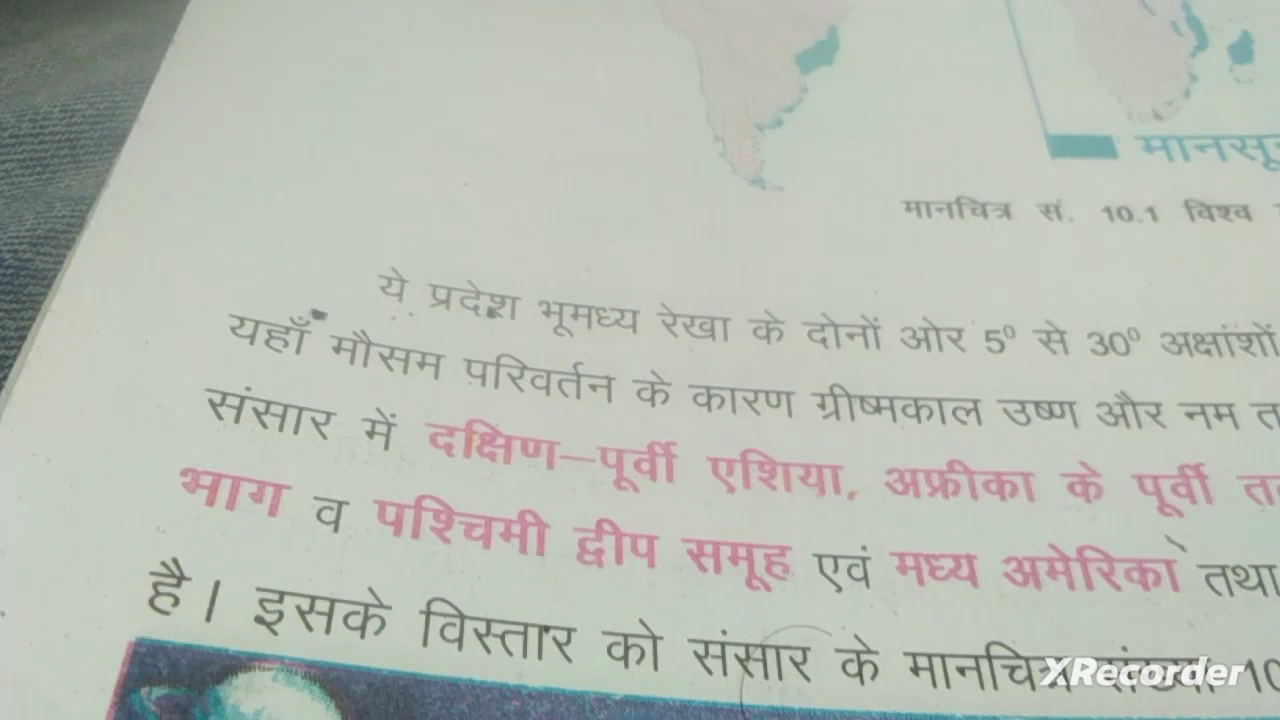 मानसू
मानचित्र सं. 10.1 विश्व
ये प्रदेश भूमध्य रेखा के दोनों ओर 5° से 30° अक्षांशों
यहाँ मौसम परिवर्तन के कारण ग्रीष्मकाल उष्ण और नम त
संसार में दक्षिण–पूर्वी एशिया, अफ्रीका के पूर्वी त
भाग व पश्चिमी द्वीप समूह एवं मध्य अमेरिका तथा
है। इसके विस्तार को संसार के मानचित्र संख्या 10
XRecorder